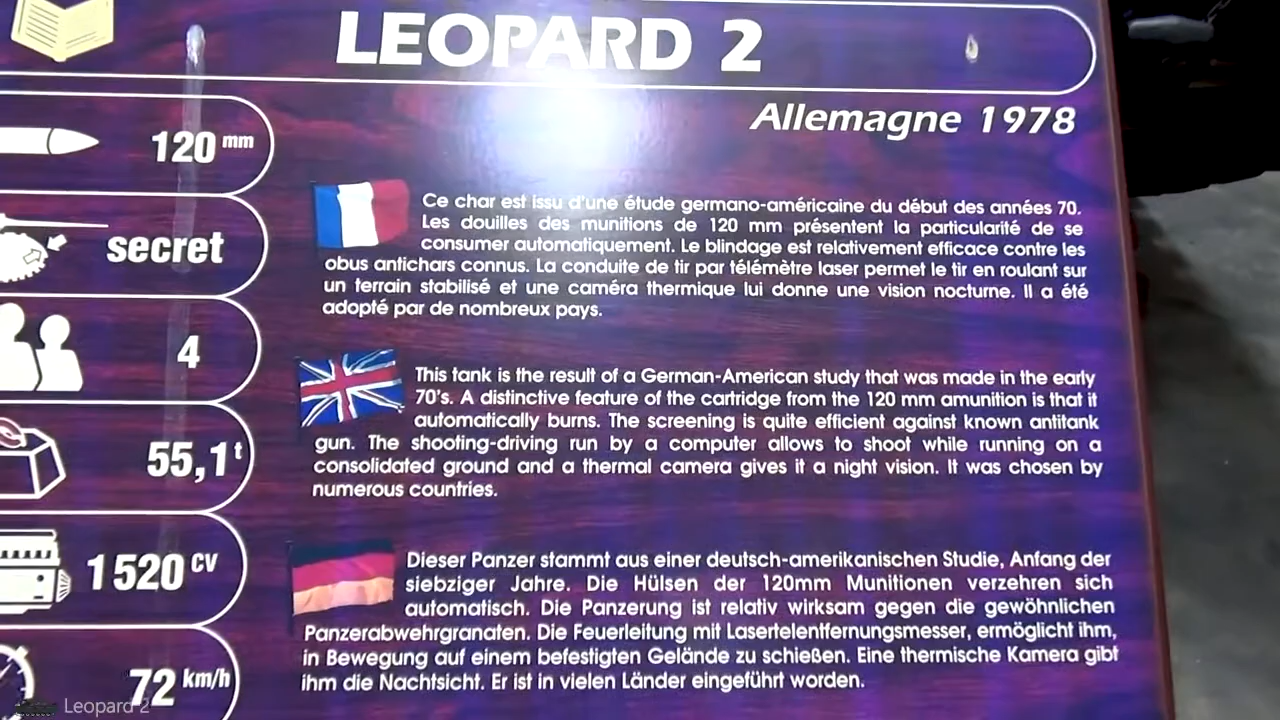 LEOPARD 2
Allemagne 1978
120 mm
secret
4
55,1 t
1 520 CV
72 km/h
Ce char est issu d'une étude germano-américaine du début des années 70.
Les douilles des munitions de 120 mm présentent la particularité de se
consumer automatiquement. Le blindage est relativement efficace contre les
obus antichars connus. La conduite de tir par télémètre laser permet le tir en roulant sur
un terrain stabilisé et une caméra thermique lui donne une vision nocturne. Il a été
adopté par de nombreux pays.
This tank is the result of a German-American study that was made in the early
70's. A distinctive feature of the cartridge from the 120 mm amunition is that it
automatically burns. The screening is quite efficient against known antitank
gun. The shooting-driving run by a computer allows to shoot while running on a
consolidated ground and a thermal camera gives it a night vision. It was chosen by
numerous countries.
Dieser Panzer stammt aus einer deutsch-amerikanischen Studie, Anfang der
siebziger Jahre. Die Hülsen der 120mm Munitionen verzehren sich
automatisch. Die Panzerung ist relativ wirksam gegen die gewöhnlichen
Panzerabwehrgranaten. Die Feuerleitung mit Lasertelentfernungsmesser, ermöglicht ihm,
in Bewegung auf einem befestigten Gelände zu schießen. Eine thermische Kamera gibt
ihm die Nachtsicht. Er ist in vielen Länder eingeführt worden.
Leopard 2